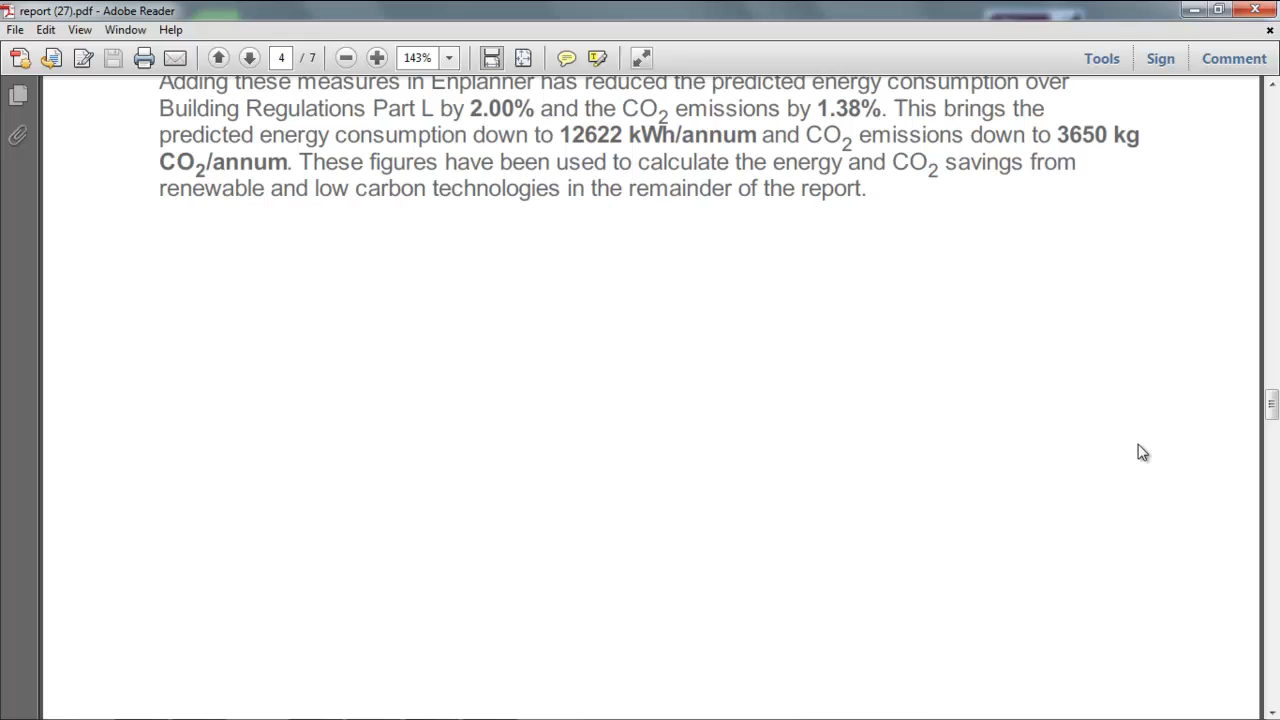 report (27).pdf - Adobe Reader
File Edit View Window Help
4 / 7 143% Tools Sign Comment
Adding these measures in Enplanner has reduced the predicted energy consumption over
Building Regulations Part L by 2.00% and the CO2 emissions by 1.38%. This brings the
predicted energy consumption down to 12622 kWh/annum and CO2 emissions down to 3650 kg
CO2/annum. These figures have been used to calculate the energy and CO2 savings from
renewable and low carbon technologies in the remainder of the report.